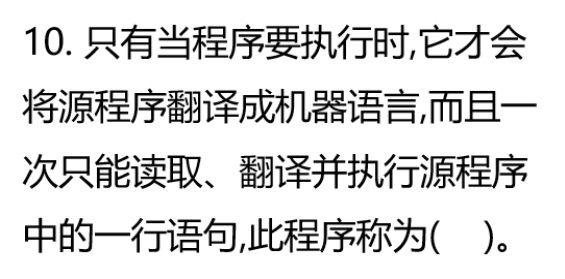 10. 只有当程序要执行时,它才会
将源程序翻译成机器语言,而且一
次只能读取、翻译并执行源程序
中的一行语句,此程序称为(    )。